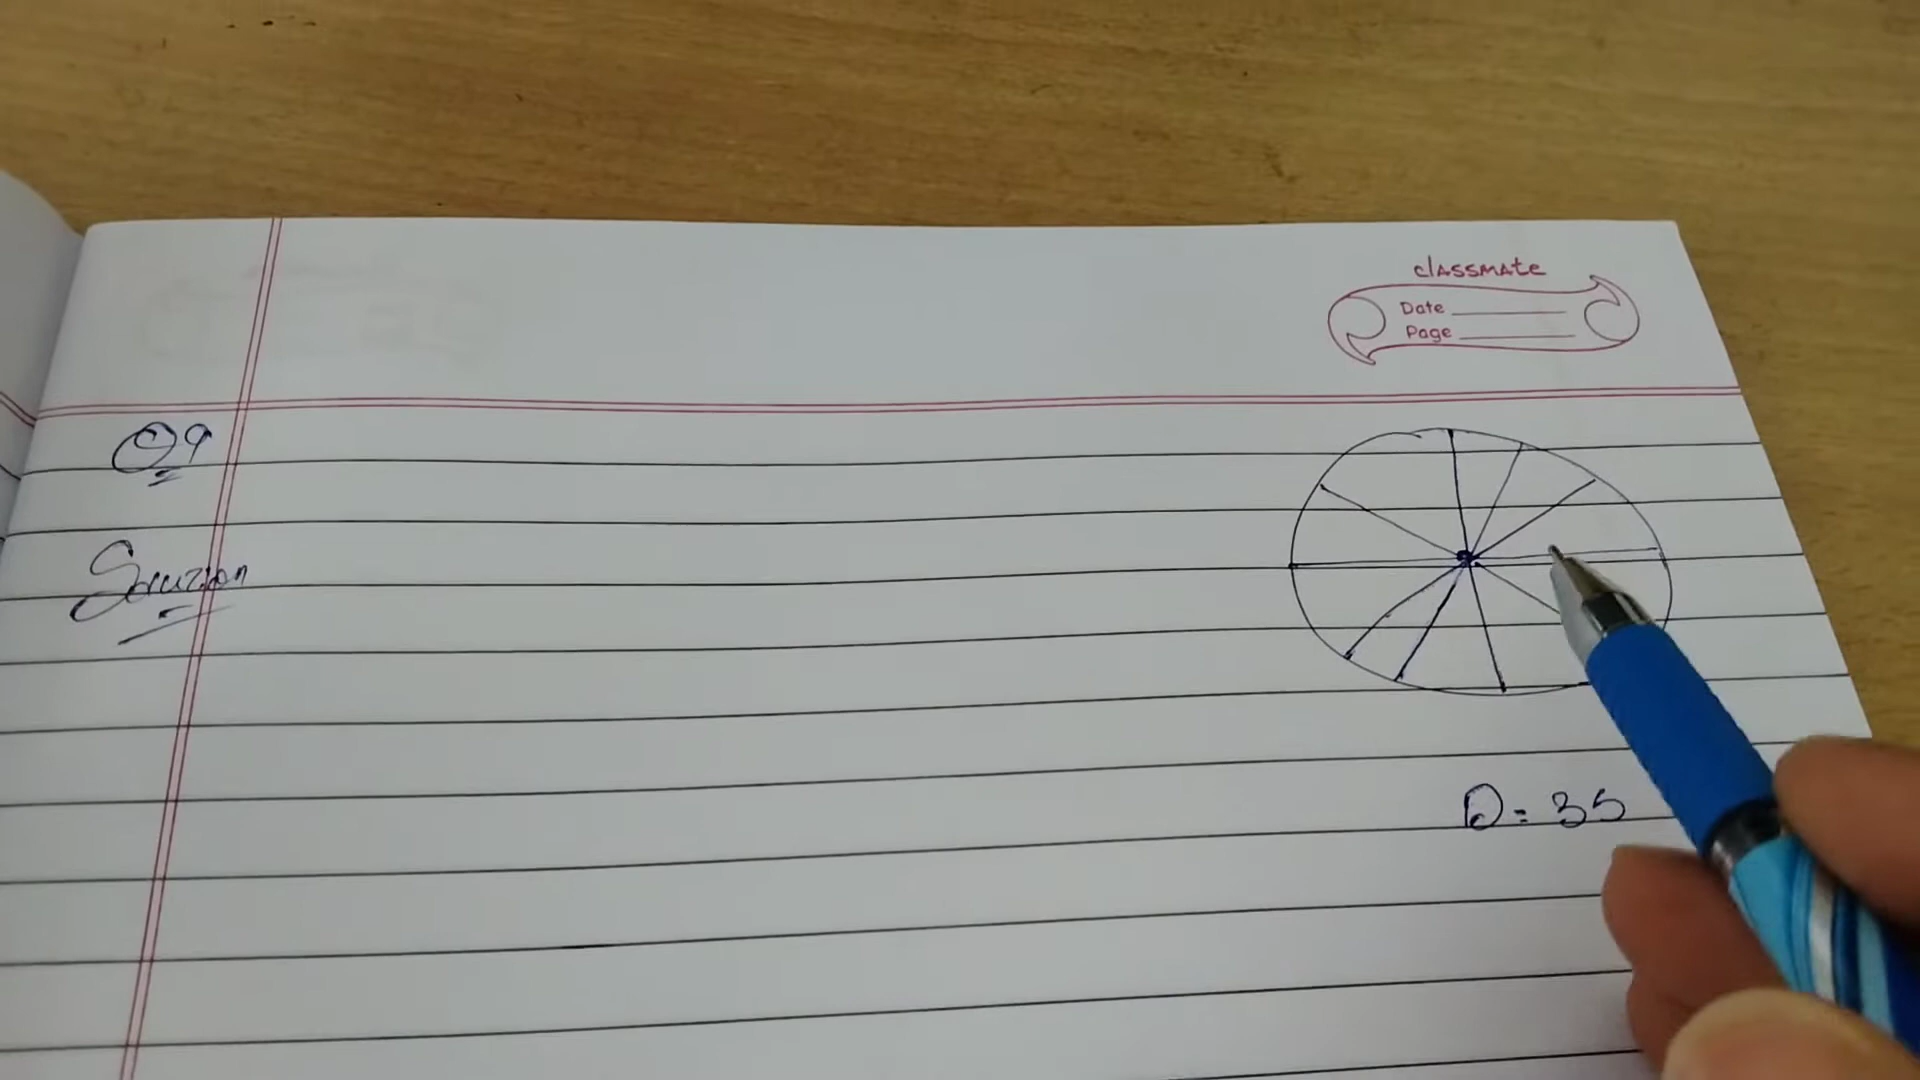 classmate
Date
Page
Q9
Solution
D = 35